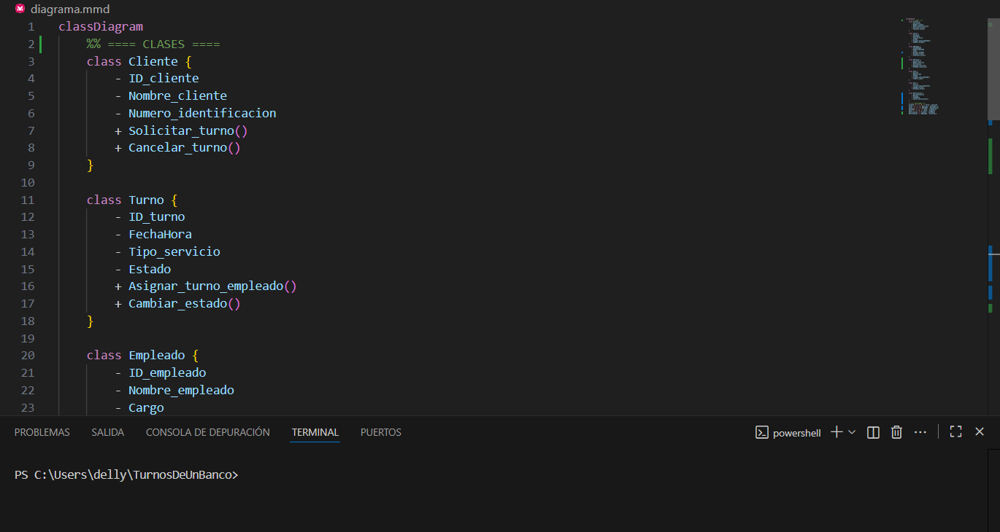 diagrama.mmd
1 classDiagram
2 %% ==== CLASES ====
3 class Cliente {
4 - ID_cliente
5 - Nombre_cliente
6 - Numero_identificacion
7 + Solicitar_turno()
8 + Cancelar_turno()
9 }
10
11 class Turno {
12 - ID_turno
13 - FechaHora
14 - Tipo_servicio
15 - Estado
16 + Asignar_turno_empleado()
17 + Cambiar_estado()
18 }
19
20 class Empleado {
21 - ID_empleado
22 - Nombre_empleado
23 - Cargo
PROBLEMAS SALIDA CONSOLA DE DEPURACIÓN TERMINAL PUERTOS powershell
PS C:\Users\delly\TurnosDeUnBanco>